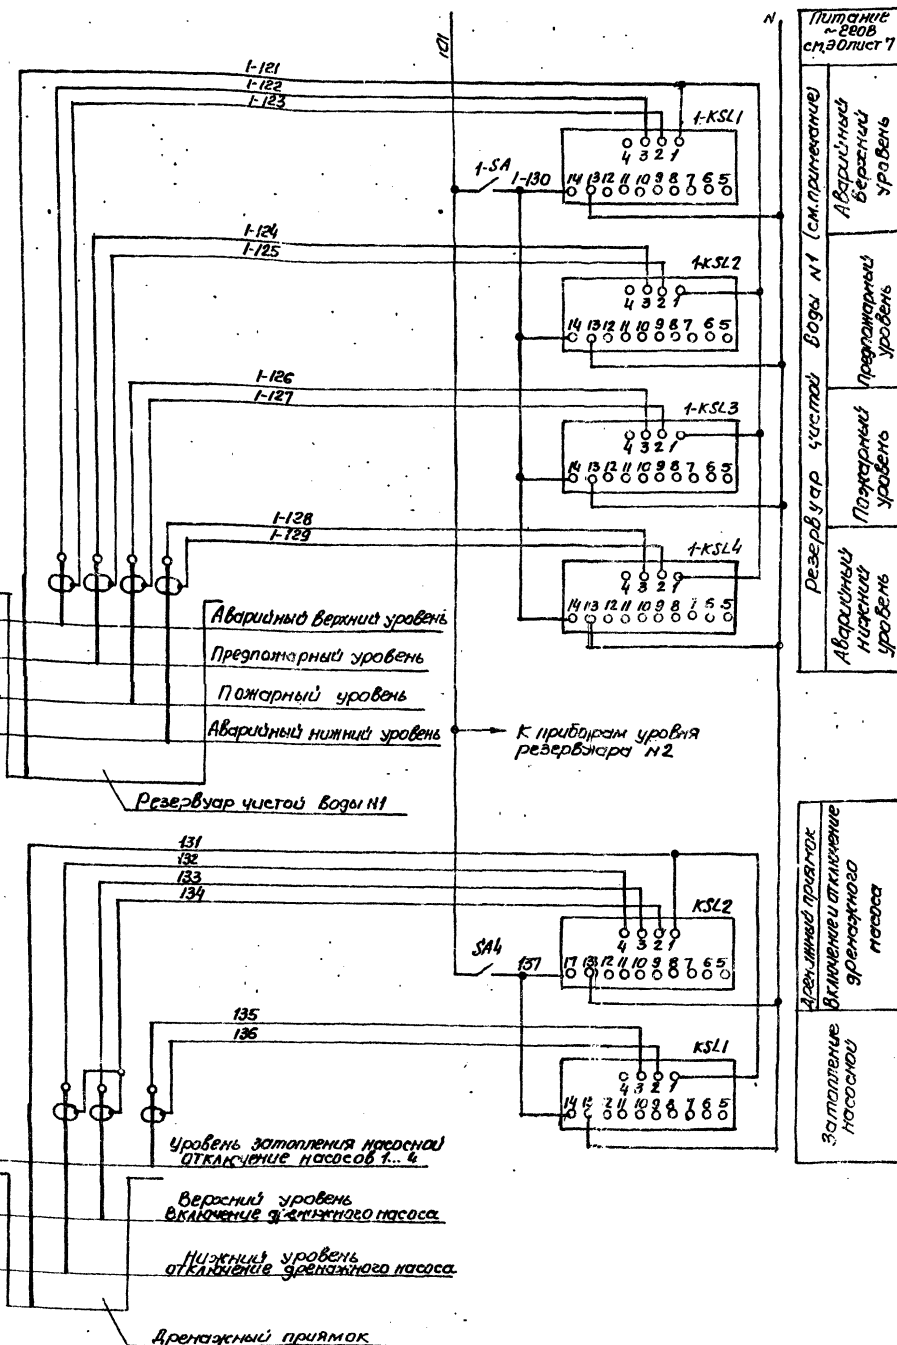 101
N
Питание
~220В
см.ЭО лист 7
1-121
1-122
1-123
1-KSL1
4 3 2 1
1-SA
1-130
14 13 12 11 10 9 8 7 6 5
Резервуар чистой воды N1 (см. примечание)
Аварийный
верхний
уровень
1-124
1-125
1-KSL2
4 3 2 1
14 13 12 11 10 9 8 7 6 5
Предпожарный
уровень
1-126
1-127
1-KSL3
4 3 2 1
14 13 12 11 10 9 8 7 6 5
Пожарный
уровень
1-128
1-129
1-KSL4
4 3 2 1
14 13 12 11 10 9 8 7 6 5
Аварийный
нижний
уровень
Аварийный верхний уровень
Предпожарный уровень
Пожарный уровень
Аварийный нижний уровень
К приборам уровня
резервуара N2
Резервуар чистой воды N1
131
132
133
134
KSL2
4 3 2 1
SA4
137
13 12 11 10 9 8 7 6 5
Дренажный приямок
Включение и отключение
дренажного
насоса
135
136
KSL1
4 3 2 1
14 11 10 9 8 7 6 5
Затопление
насосной
Уровень затопления насосной
отключение насосов 1... 4
Верхний уровень
включение дренажного насоса
Нижний уровень
отключение дренажного насоса
Дренажный приямок